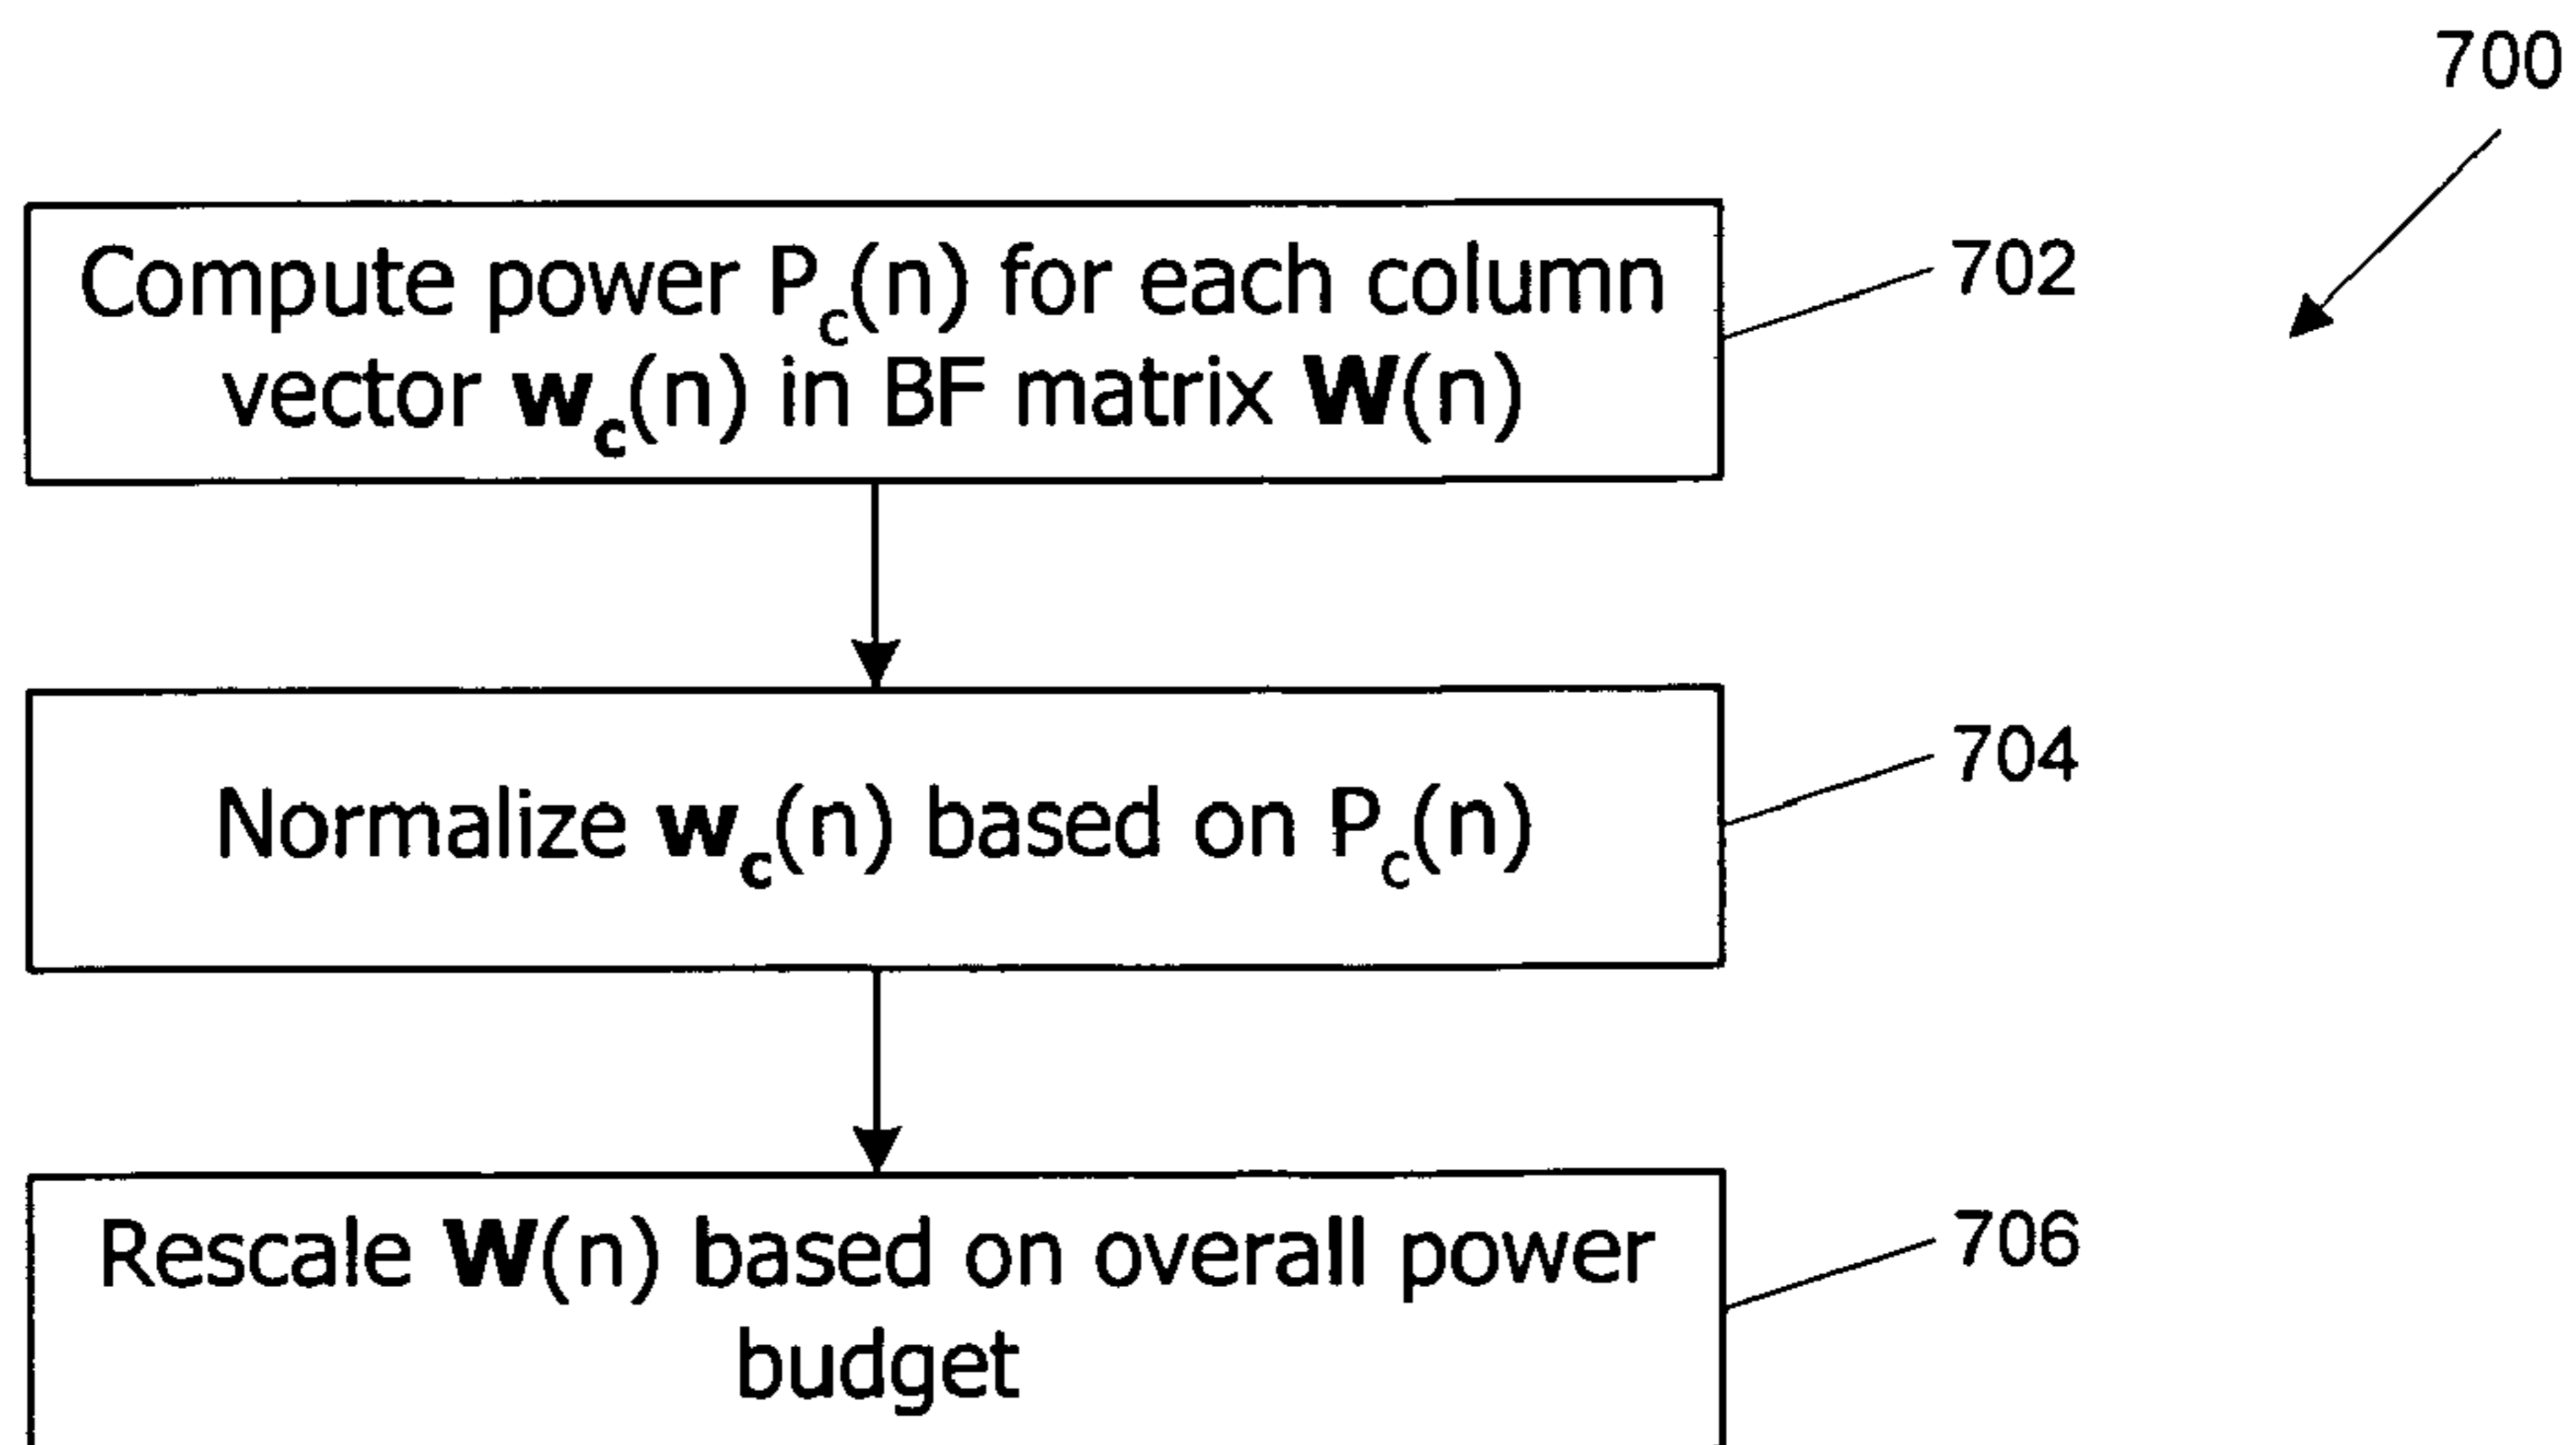 700
Compute power Pc(n) for each column
vector wc(n) in BF matrix W(n)
702
Normalize wc(n) based on Pc(n)
704
Rescale W(n) based on overall power
budget
706